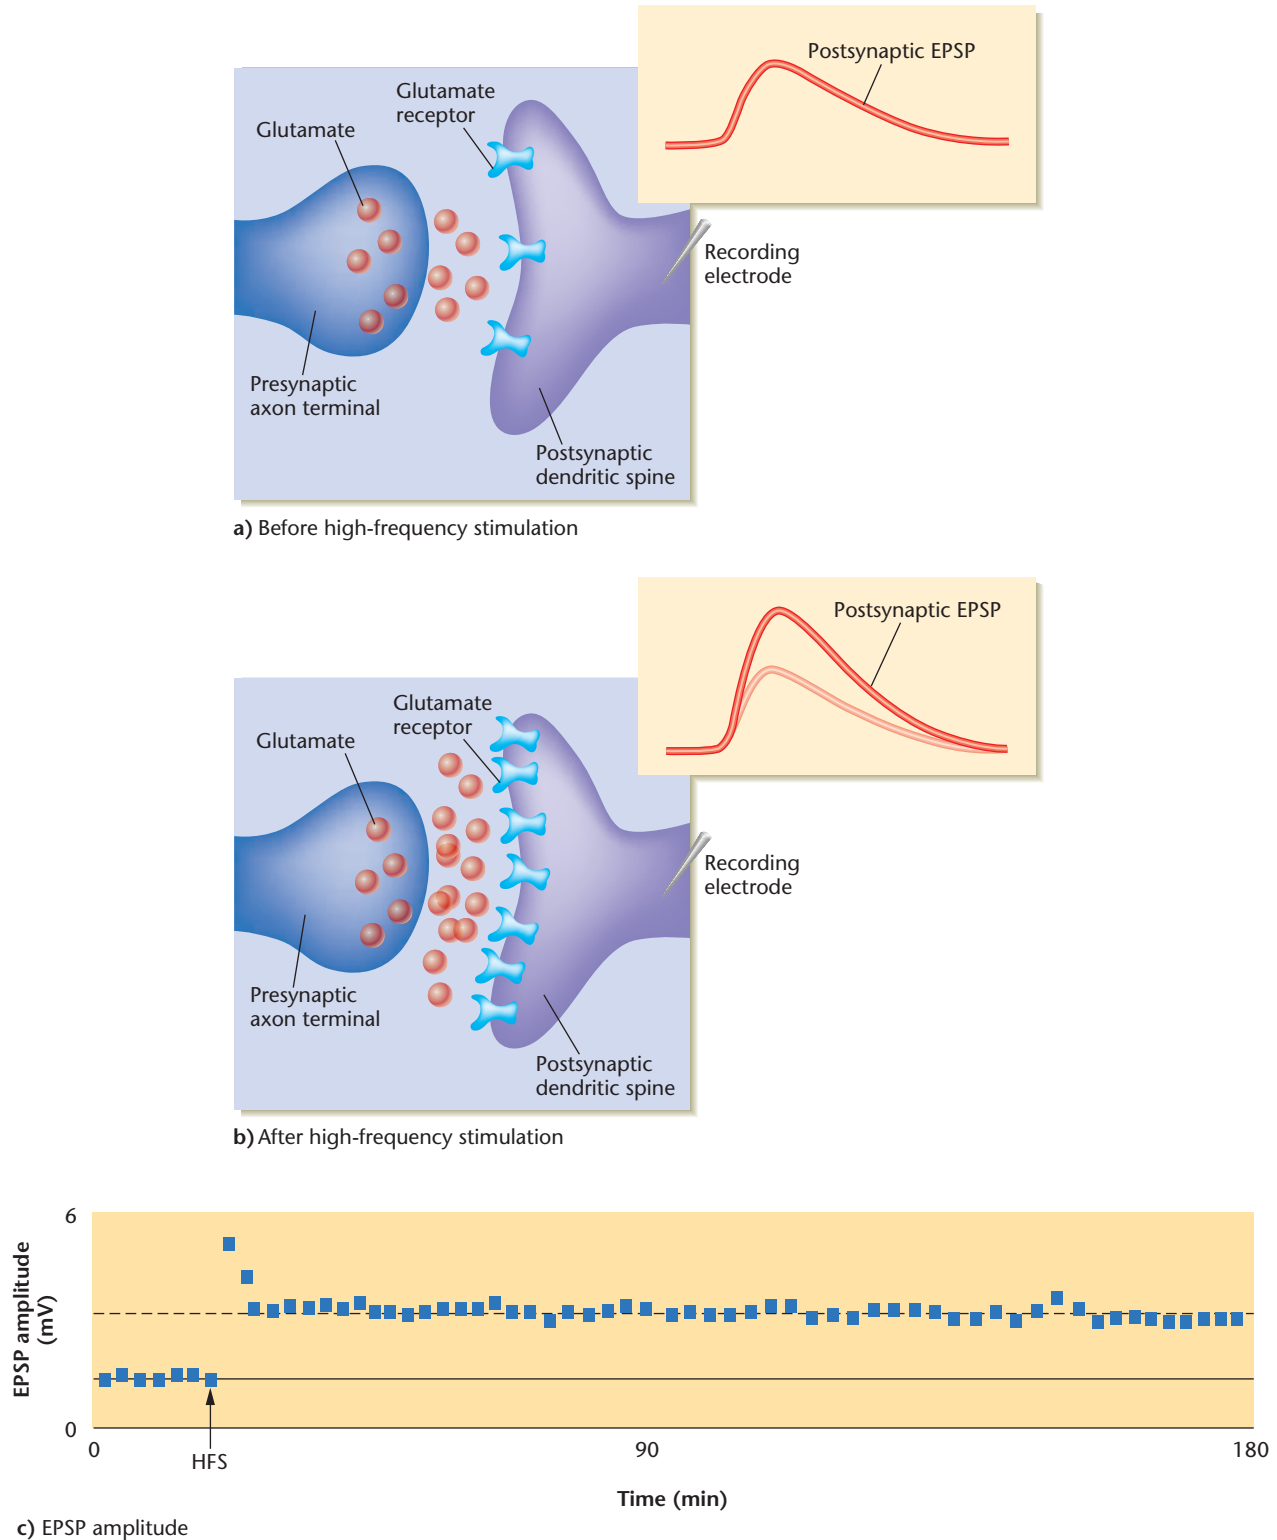 Postsynaptic EPSP
Glutamate
receptor
Glutamate
Recording
electrode
Presynaptic
axon terminal
Postsynaptic
dendritic spine
a) Before high-frequency stimulation
Postsynaptic EPSP
Glutamate
receptor
Glutamate
Recording
electrode
Presynaptic
axon terminal
Postsynaptic
dendritic spine
b) After high-frequency stimulation
6
EPSP amplitude
(mV)
0
0
HFS
90
180
Time (min)
c) EPSP amplitude